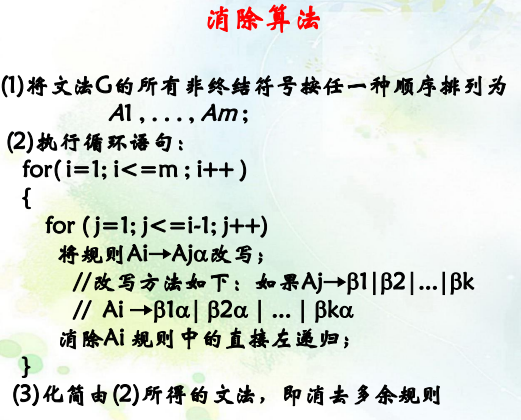 消除算法
(1)将文法G的所有非终结符号按任一种顺序排列为
A1 , . . . , Am ;
(2)执行循环语句：
for( i=1; i<=m ; i++ )
{
for ( j=1; j<=i-1; j++)
将规则Ai→Ajα改写；
//改写方法如下：如果Aj→β1|β2|...|βk
// Ai →β1α| β2α | ... | βkα
消除Ai 规则中的直接左递归；
}
(3)化简由(2)所得的文法，即消去多余规则